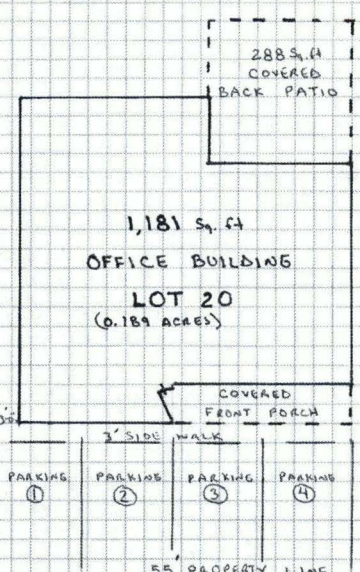 288 Sq. ft
COVERED
BACK PATIO
1,181 Sq. ft
OFFICE BUILDING
LOT 20
(0.189 ACRES)
COVERED
FRONT PORCH
3' SIDE WALK
PARKING PARKING PARKING PARKING
1 2 3 4
55' PROPERTY LINE